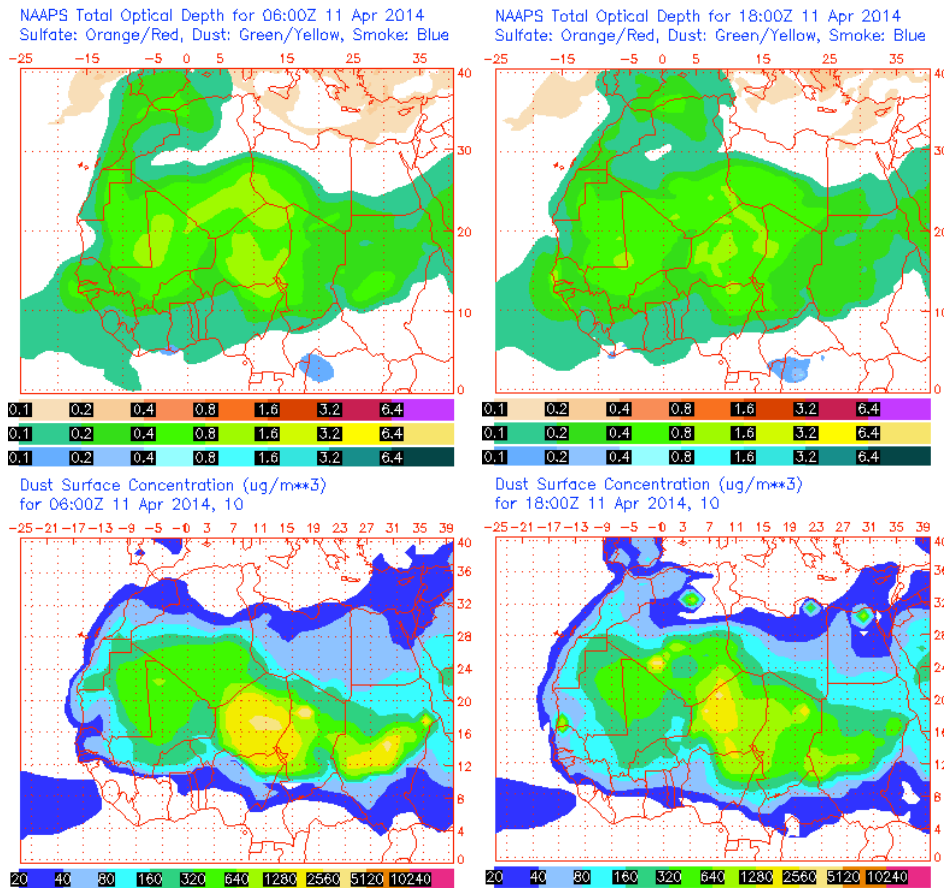 NAAPS Total Optical Depth for 06:00Z 11 Apr 2014
Sulfate: Orange/Red, Dust: Green/Yellow, Smoke: Blue
-25 -15 -5 0 5 15 25 35
40
30
20
10
0
0.1 0.2 0.4 0.8 1.6 3.2 6.4
0.1 0.2 0.4 0.8 1.6 3.2 6.4
0.1 0.2 0.4 0.8 1.6 3.2 6.4
NAAPS Total Optical Depth for 18:00Z 11 Apr 2014
Sulfate: Orange/Red, Dust: Green/Yellow, Smoke: Blue
-25 -15 -5 0 5 15 25 35
40
30
20
10
0
0.1 0.2 0.4 0.8 1.6 3.2 6.4
0.1 0.2 0.4 0.8 1.6 3.2 6.4
0.1 0.2 0.4 0.8 1.6 3.2 6.4
Dust Surface Concentration (ug/m**3)
for 06:00Z 11 Apr 2014, 10
-25 -21 -17 -9 -5 0 3 7 11 15 19 27 31 35 39
40
36
32
28
24
20
16
12
8
4
0
20 40 80 160 320 640 1280 2560 5120 10240
Dust Surface Concentration (ug/m**3)
for 18:00Z 11 Apr 2014, 10
-25 -21 -17 -9 -5 -1 0 3 7 11 19 23 27 31 35 39
40
36
32
28
24
20
16
12
8
4
0
20 40 80 160 320 640 1280 2560 5120 10240